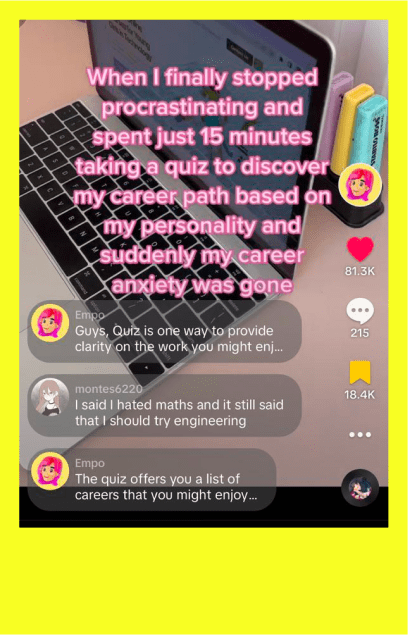 When I finally stopped
procrastinating and
spent just 15 minutes
taking a quiz to discover
my career path based on
my personality and
suddenly my career
anxiety was gone
81.3K
Empo
Guys, Quiz is one way to provide
clarity on the work you might enj...
215
montes6220
I said I hated maths and it still said
that I should try engineering
18.4K
Empo
The quiz offers you a list of
careers that you might enjoy...